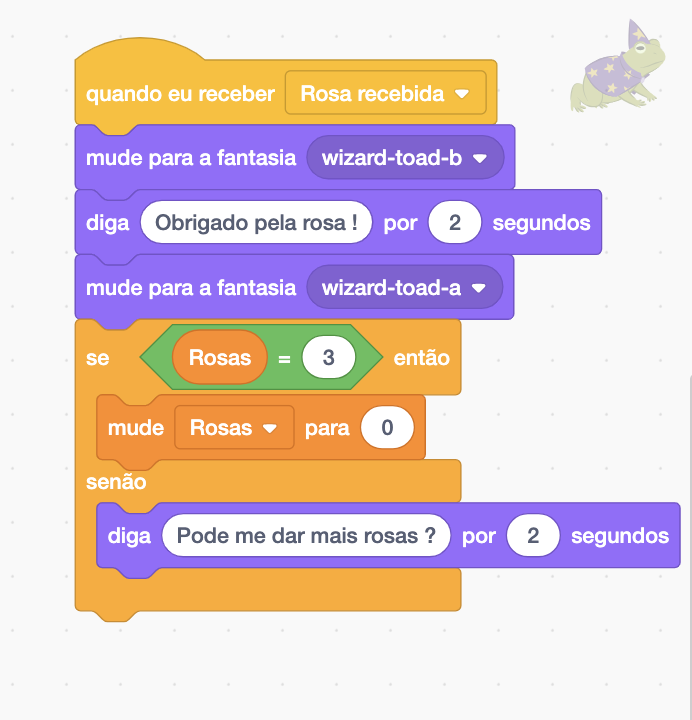 quando eu receber Rosa recebida
mude para a fantasia wizard-toad-b
diga Obrigado pela rosa ! por 2 segundos
mude para a fantasia wizard-toad-a
se Rosas = 3 então
mude Rosas para 0
senão
diga Pode me dar mais rosas ? por 2 segundos